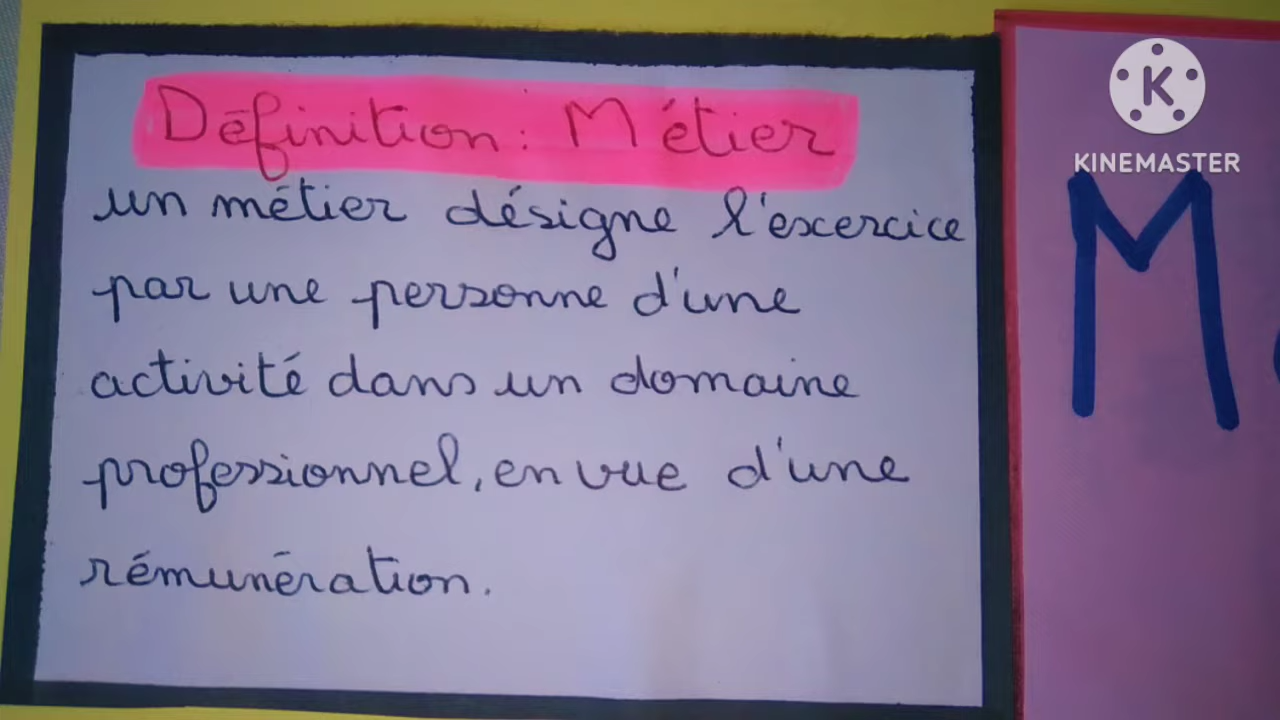 Définition: Métier
un métier désigne l'excercice
par une personne d'une
activité dans un domaine
professionnel, en vue d'une
rémunération.
KINEMASTER
M